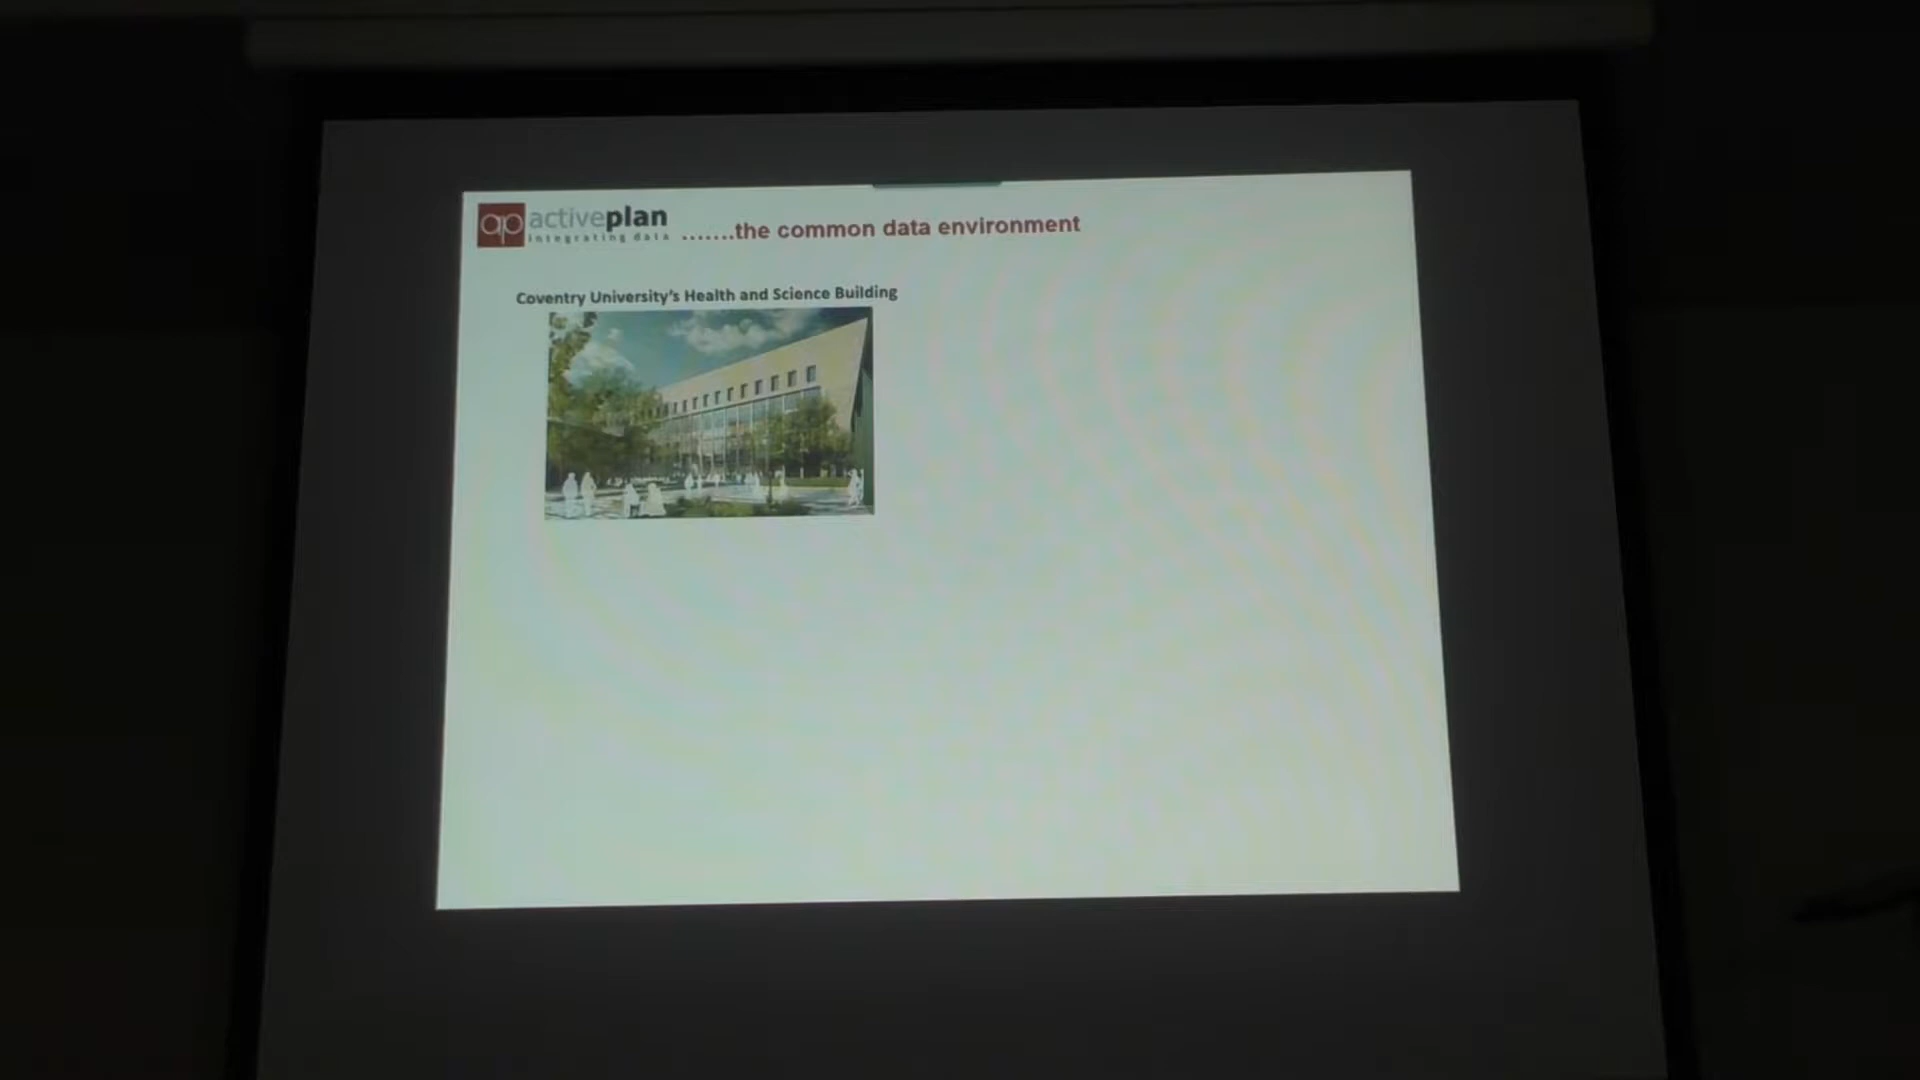 ap activeplan
integrating data
.......the common data environment
Coventry University's Health and Science Building